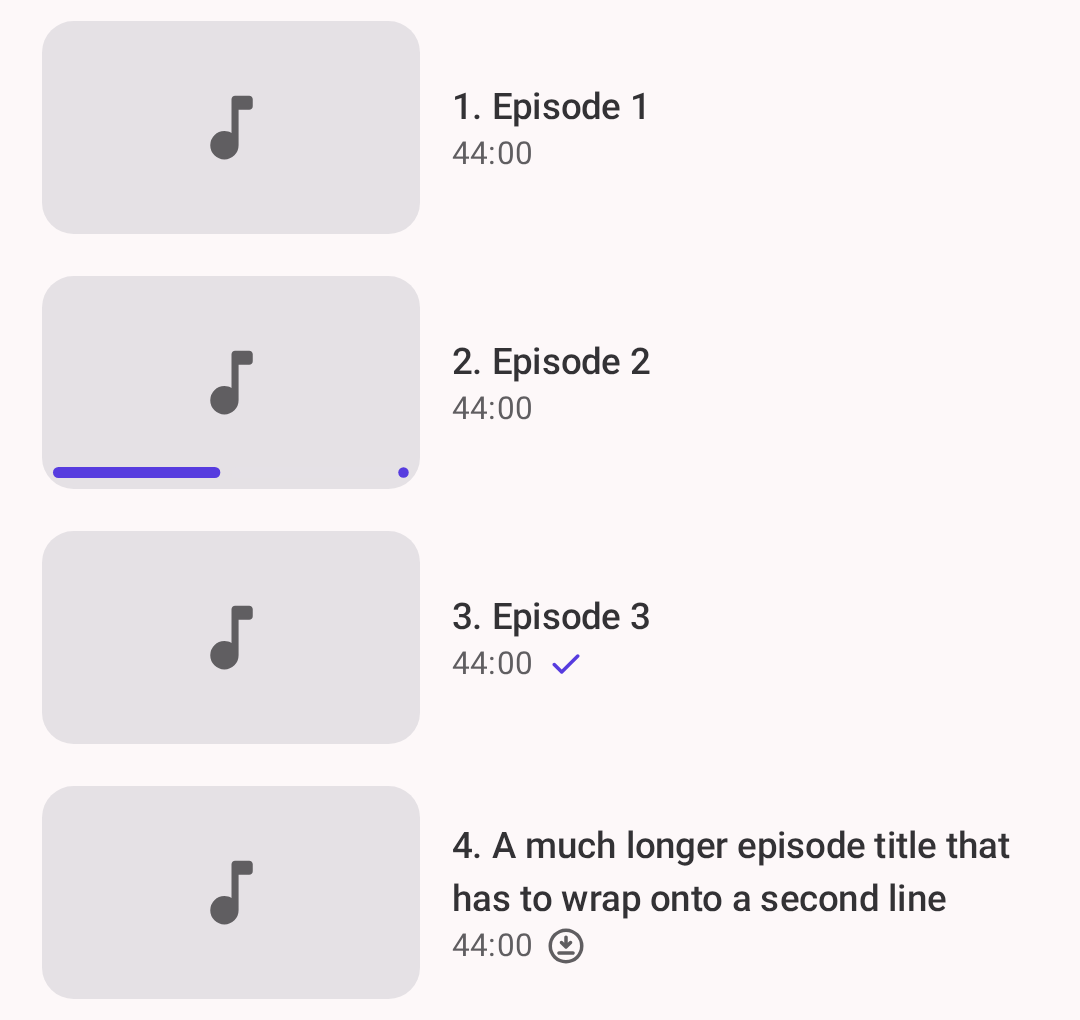 1. Episode 1
44:00
2. Episode 2
44:00
3. Episode 3
44:00
4. A much longer episode title that
has to wrap onto a second line
44:00